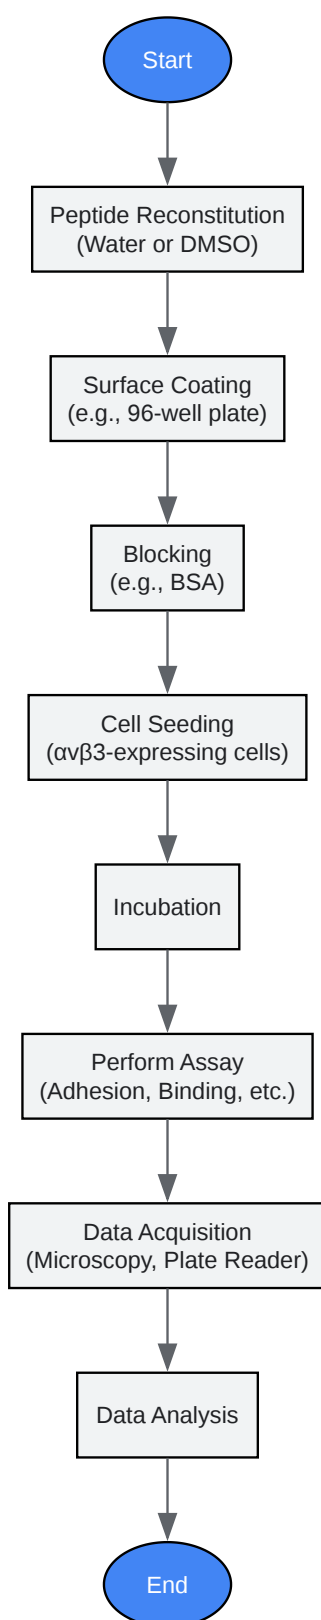 Start
Peptide Reconstitution
(Water or DMSO)
Surface Coating
(e.g., 96-well plate)
Blocking
(e.g., BSA)
Cell Seeding
(αvβ3-expressing cells)
Incubation
Perform Assay
(Adhesion, Binding, etc.)
Data Acquisition
(Microscopy, Plate Reader)
Data Analysis
End